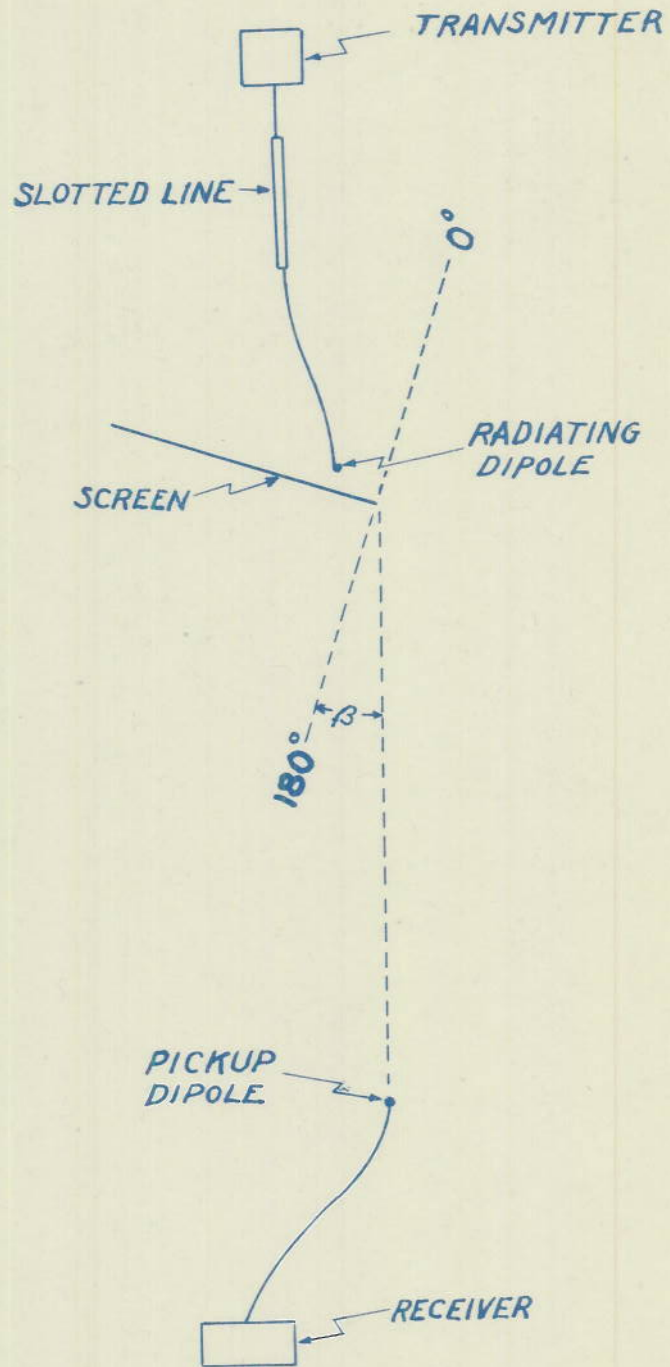 TRANSMITTER
SLOTTED LINE
0°
RADIATING
DIPOLE
SCREEN
β
180°
PICKUP
DIPOLE
RECEIVER